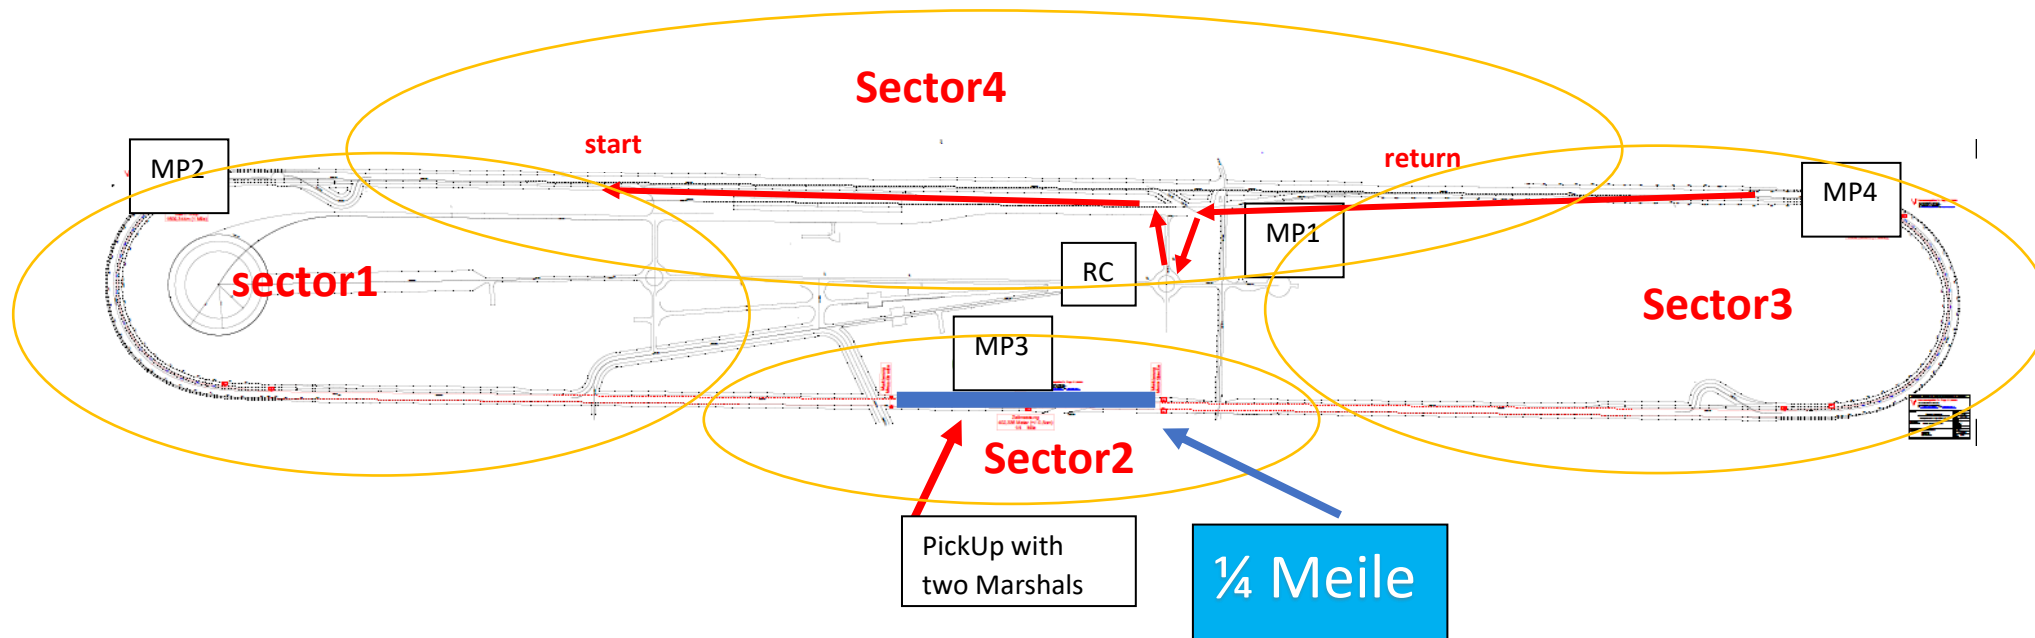 Sector4
start
return
MP2
MP4
MP1
RC
sector1
Sector3
MP3
Sector2
PickUp with
two Marshals
¼ Meile